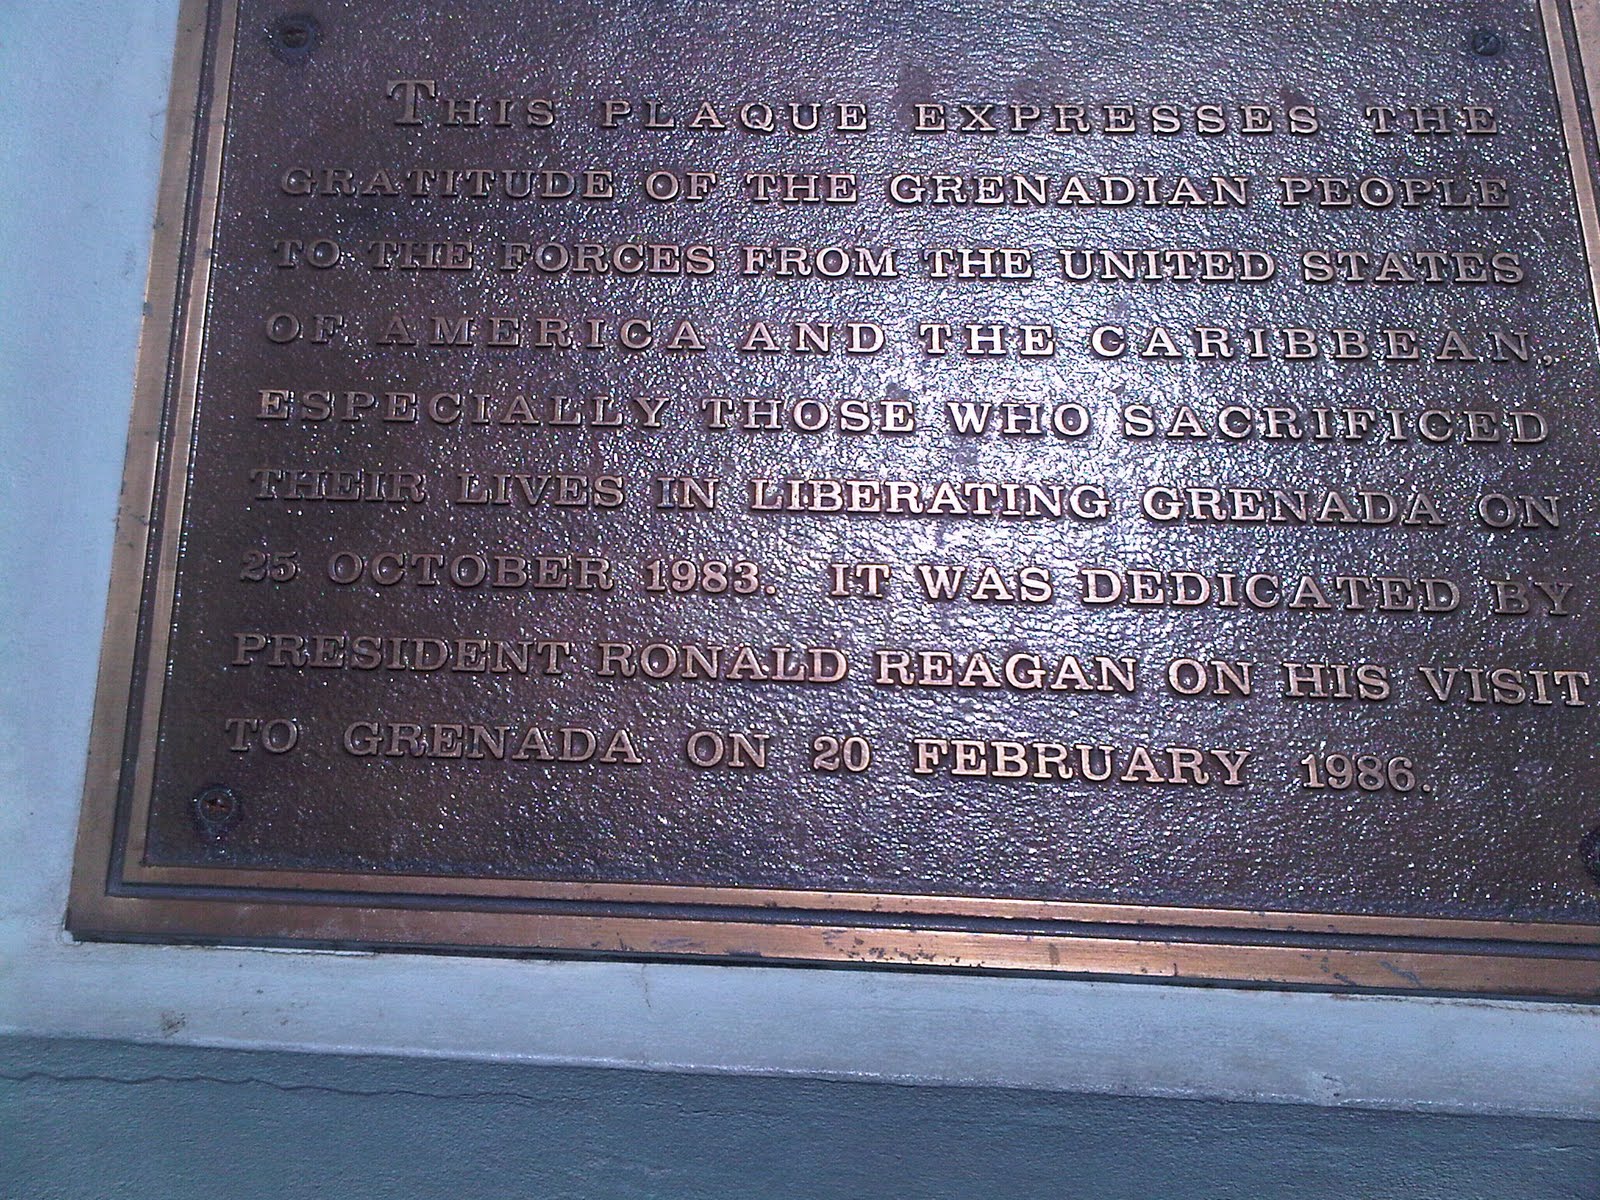 THIS PLAQUE EXPRESSES THE
GRATITUDE OF THE GRENADIAN PEOPLE
TO THE FORCES FROM THE UNITED STATES
OF AMERICA AND THE CARIBBEAN,
ESPECIALLY THOSE WHO SACRIFICED
THEIR LIVES IN LIBERATING GRENADA ON
25 OCTOBER 1983. IT WAS DEDICATED BY
PRESIDENT RONALD REAGAN ON HIS VISIT
TO GRENADA ON 20 FEBRUARY 1986.